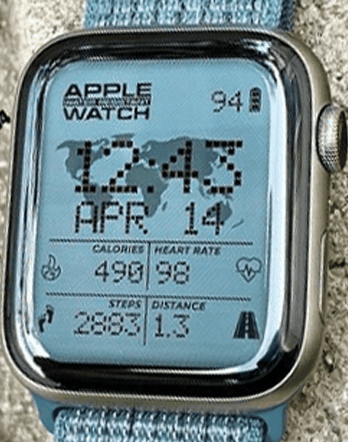 APPLE
WATCH
94
12.43
APR 14
CALORIES HEART RATE
490 98
STEPS DISTANCE
2883 1.3